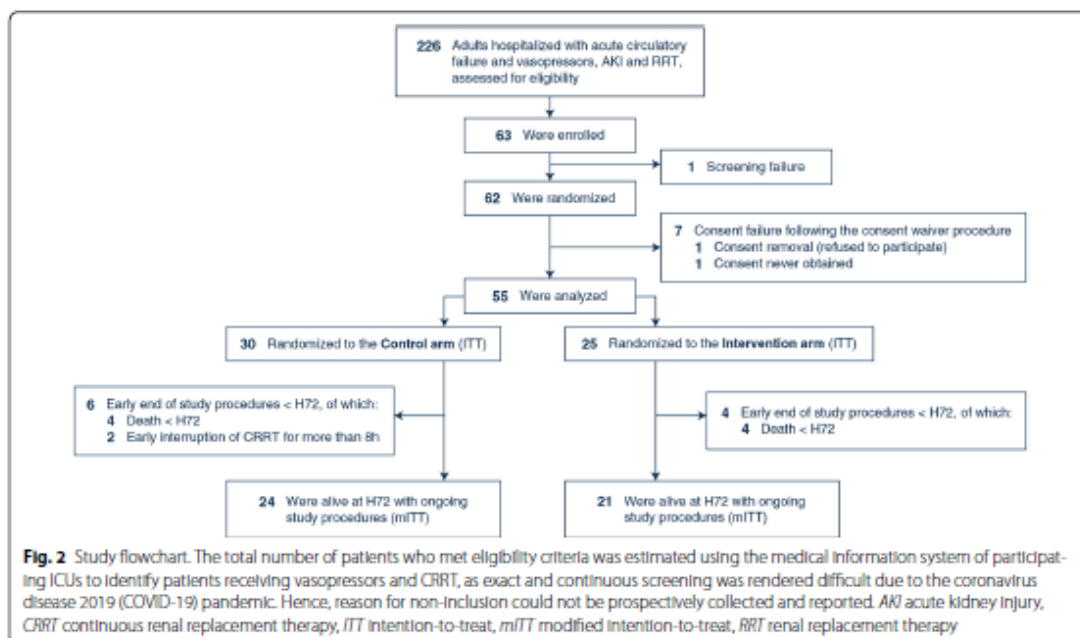 226 Adults hospitalized with acute circulatory
failure and vasopressors, AKI and RRT,
assessed for eligibility
63 Were enrolled
1 Screening failure
62 Were randomized
7 Consent failure following the consent waiver procedure
1 Consent removal (refused to participate)
1 Consent never obtained
55 Were analyzed
30 Randomized to the Control arm (ITT)
25 Randomized to the Intervention arm (ITT)
6 Early end of study procedures < H72, of which:
4 Death < H72
2 Early interruption of CRRT for more than 8h
4 Early end of study procedures < H72, of which:
4 Death < H72
24 Were alive at H72 with ongoing
study procedures (mITT)
21 Were alive at H72 with ongoing
study procedures (mITT)
Fig. 2 Study flowchart. The total number of patients who met eligibility criteria was estimated using the medical information system of participat-
ing ICUs to identify patients receiving vasopressors and CRRT, as exact and continuous screening was rendered difficult due to the coronavirus
disease 2019 (COVID-19) pandemic. Hence, reason for non-inclusion could not be prospectively collected and reported. AKI acute kidney injury,
CRRT continuous renal replacement therapy, ITT intention-to-treat, mITT modified intention-to-treat, RRT renal replacement therapy